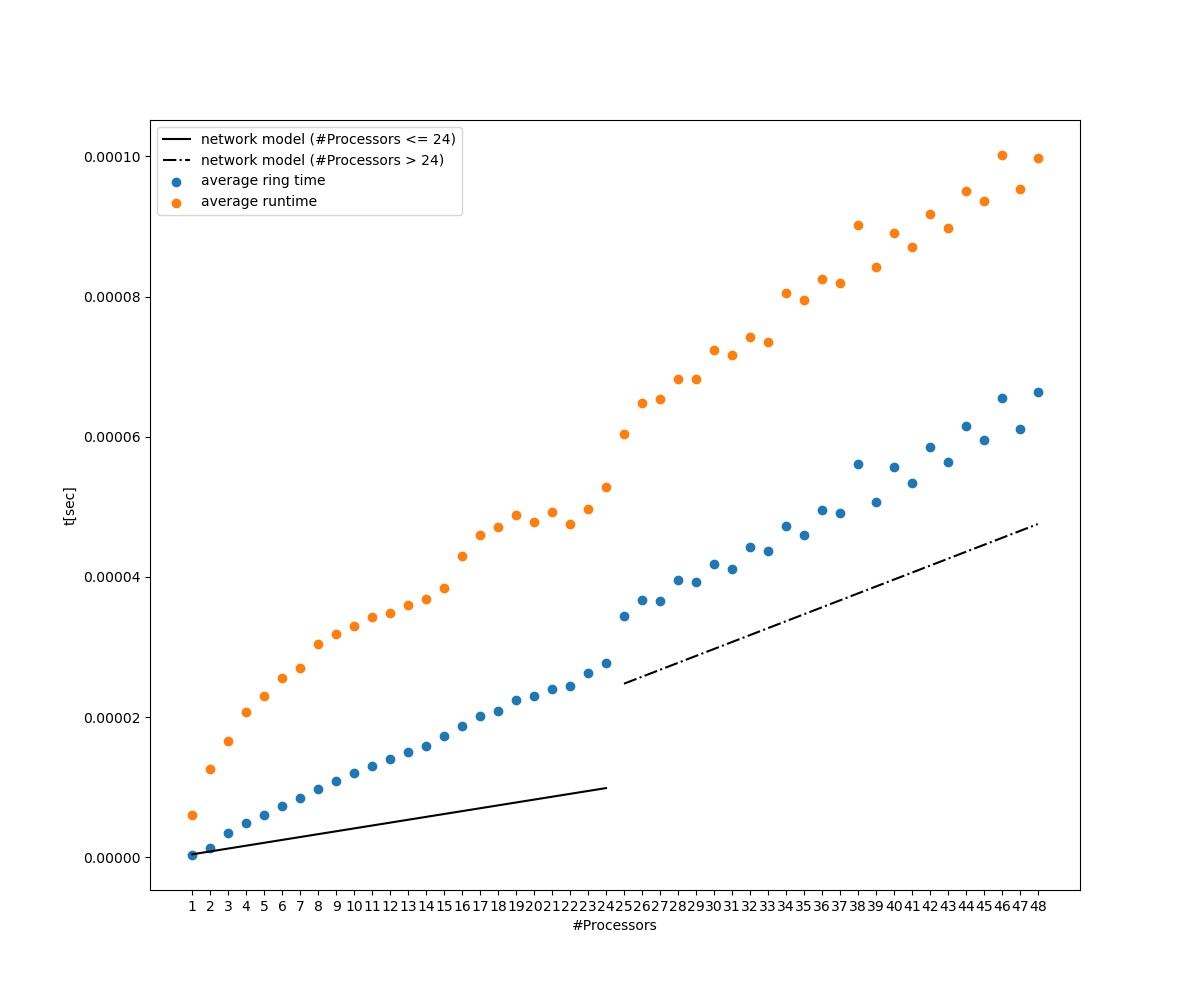 network model (#Processors <= 24)
network model (#Processors > 24)
average ring time
average runtime
0.00010
0.00008
0.00006
0.00004
0.00002
0.00000
t[sec]
1 2 3 4 5 6 7 8 9 10 11 12 13 14 15 16 17 18 19 20 21 22 23 24 25 26 27 28 29 30 31 32 33 34 35 36 37 38 39 40 41 42 43 44 45 46 47 48
#Processors